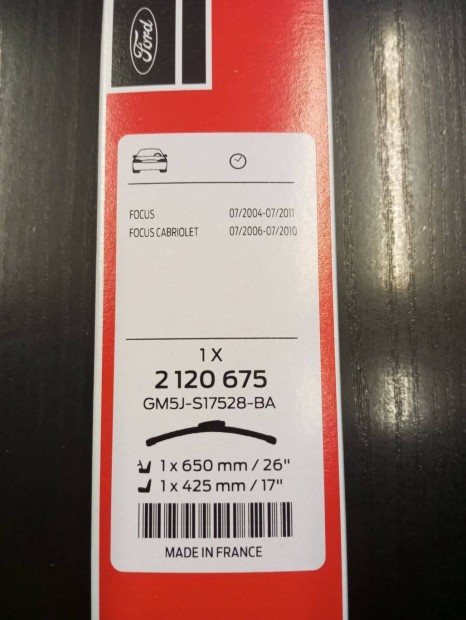 Ford
FOCUS 07/2004-07/2011
FOCUS CABRIOLET 07/2006-07/2010
1 X
2 120 675
GM5J-S17528-BA
1 x 650 mm / 26"
1 x 425 mm / 17"
MADE IN FRANCE